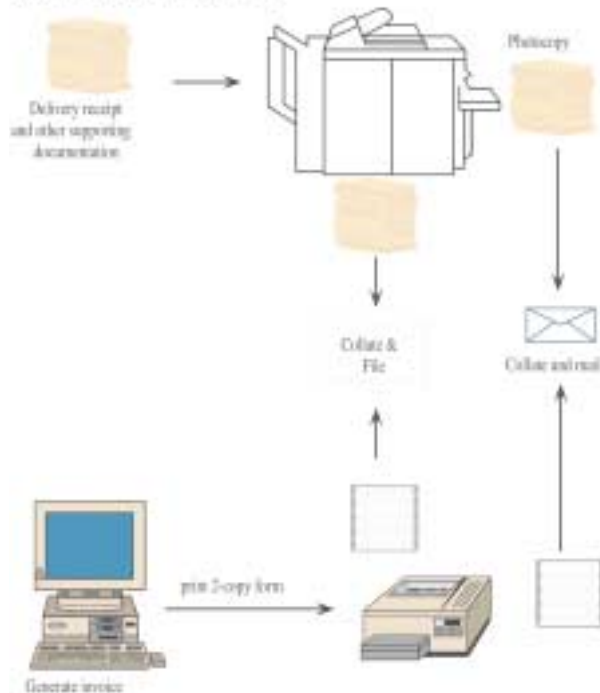 Photocopy
Delivery receipt
and other supporting
documentation
Collate &
File
Collate and mail
print 2-copy form
Generate invoice